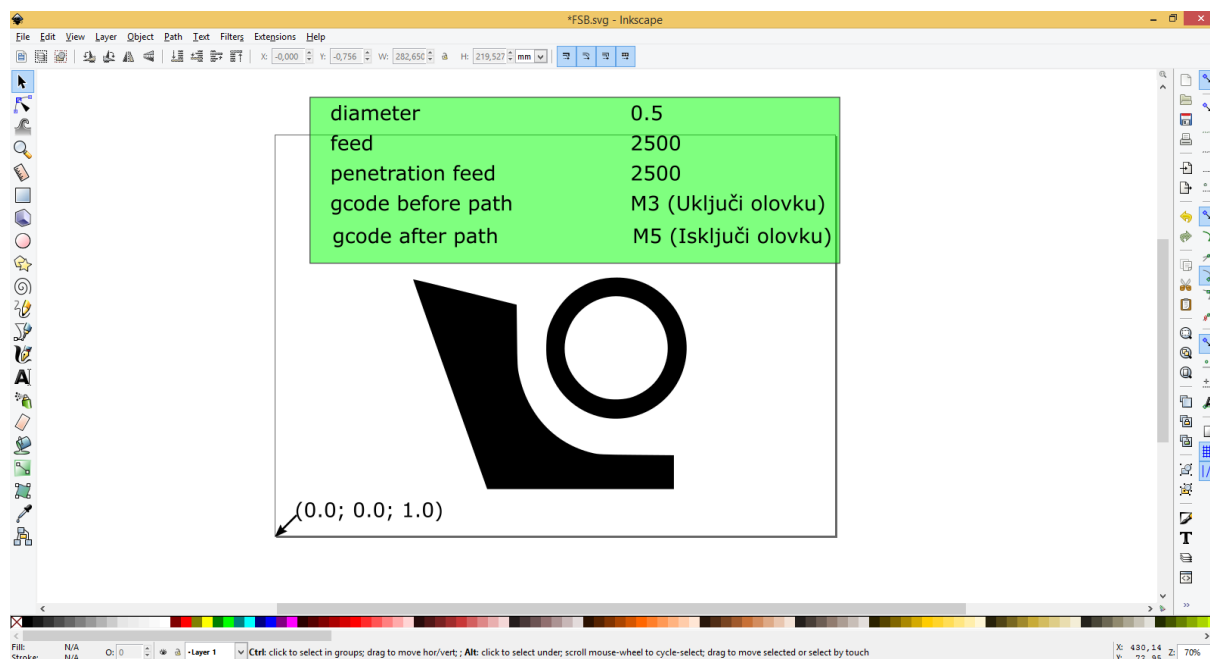 *FSB.svg - Inkscape
File Edit View Layer Object Path Text Filters Extensions Help
X: -0,000 Y: -0,756 W: 282,650 H: 219,527 mm
diameter 0.5
feed 2500
penetration feed 2500
gcode before path M3 (Uključi olovku)
gcode after path M5 (Isključi olovku)
(0.0; 0.0; 1.0)
Fill: N/A O: 0 -Layer 1 Ctrl: click to select in groups; drag to move hor/vert; ; Alt: click to select under; scroll mouse-wheel to cycle-select; drag to move selected or select by touch X: 430,14 Z: 70%
Stroke: N/A Y: 72,95